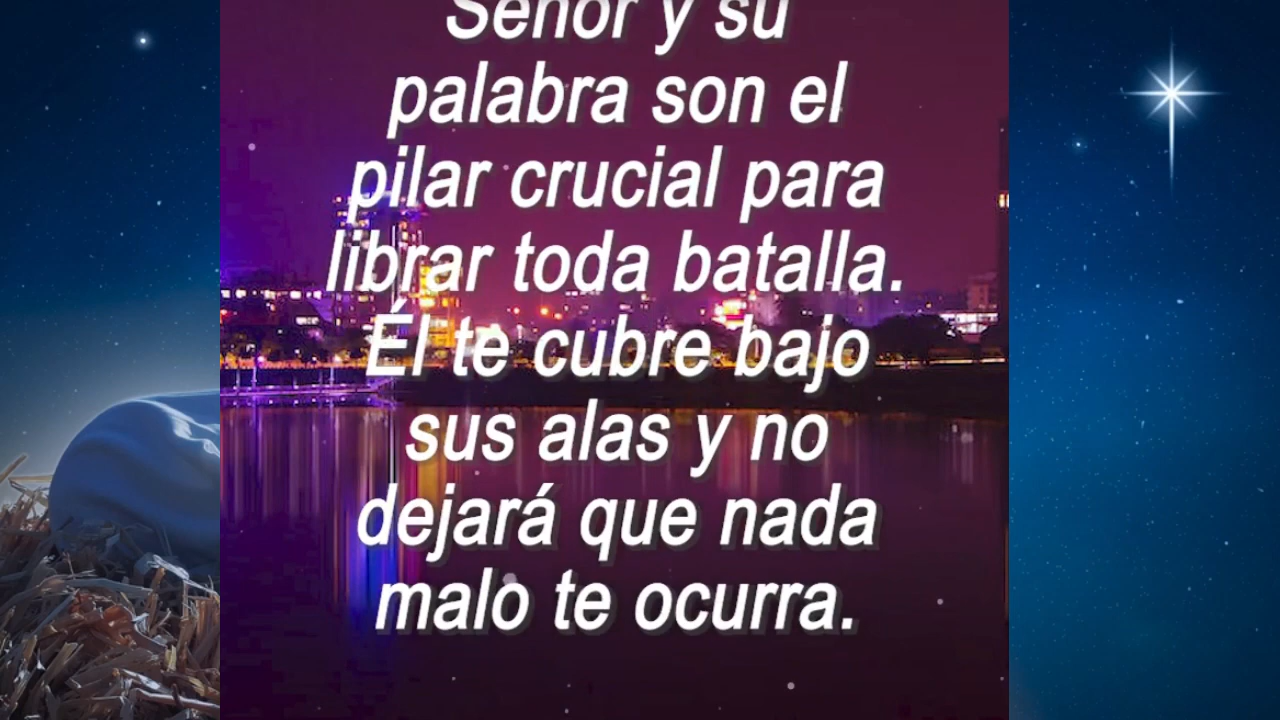 Señor y su
palabra son el
pilar crucial para
librar toda batalla.
Él te cubre bajo
sus alas y no
dejará que nada
malo te ocurra.